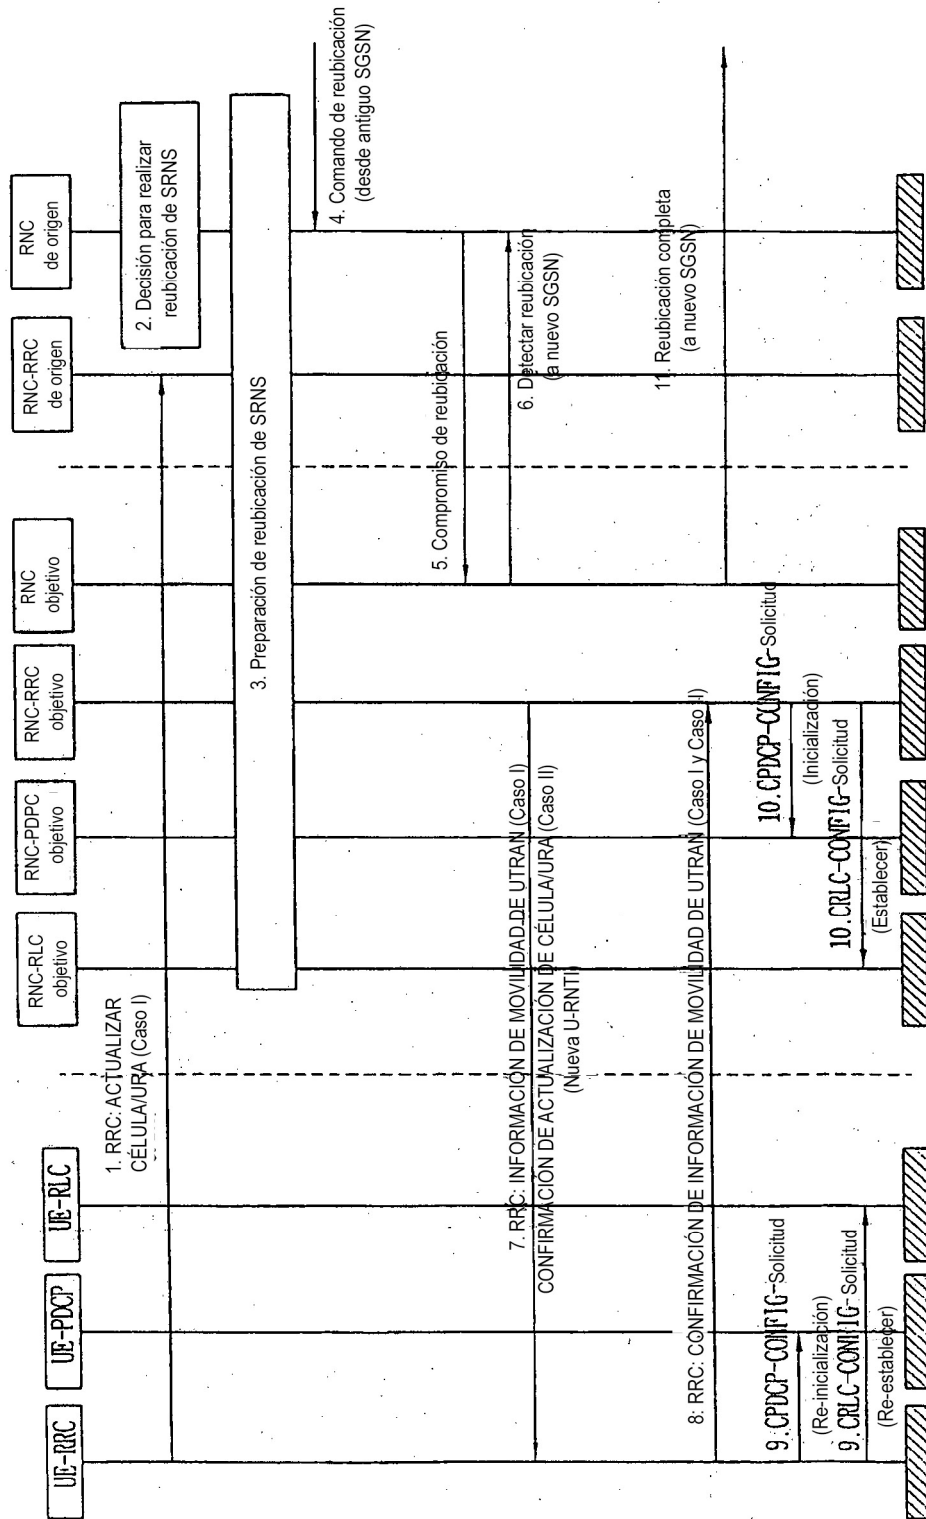 UE-RRC
UE-PDCP
UE-RLC
RNC-RLC
objetivo
RNC-PDPC
objetivo
RNC-RRC
objetivo
RNC
objetivo
RNC-RRC
de origen
RNC
de origen
1. RRC: ACTUALIZAR
CÉLULA/URA (Caso I)
2. Decisión para realizar
reubicación de SRNS
3. Preparación de reubicación de SRNS
4. Comando de reubicación
(desde antiguo SGSN)
5. Compromiso de reubicación
6. Detectar reubicación
(a nuevo SGSN)
7. RRC: INFORMACIÓN DE MOVILIDAD DE UTRAN (Caso I)
CONFIRMACIÓN DE ACTUALIZACIÓN DE CÉLULA/URA (Caso II)
(Nueva U-RNTI)
8: RRC: CONFIRMACIÓN DE INFORMACIÓN DE MOVILIDAD DE UTRAN (Caso I y Caso II)
11. Reubicación completa
(a nuevo SGSN)
9.CPDCP-CONFIG-Solicitud
(Re-inicialización)
9.CRLC-CONFIG-Solicitud
(Re-establecer)
10.CPDCP-CONFIG-Solicitud
(Inicialización)
10.CRLC-CONFIG-Solicitud
(Establecer)